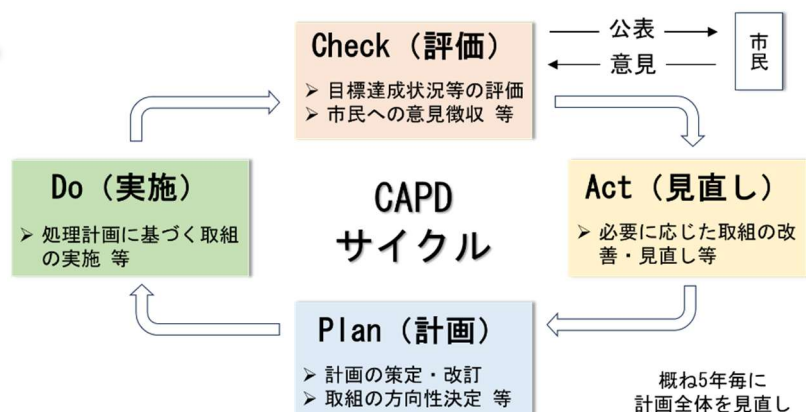 Check（評価）
➢ 目標達成状況等の評価
➢ 市民への意見徴収 等
公表
意見
市民
Do（実施）
➢ 処理計画に基づく取組
の実施 等
CAPD
サイクル
Act（見直し）
➢ 必要に応じた取組の改
善・見直し等
Plan（計画）
➢ 計画の策定・改訂
➢ 取組の方向性決定 等
概ね5年毎に
計画全体を見直し